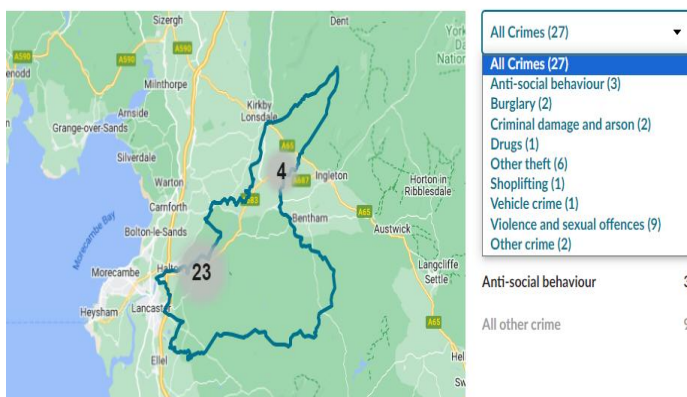 Sizergh
Dent
A590
A590
Milnthorpe
Kirkby
Lonsdale
Arnside
Grange-over-Sands
A65
Silverdale
4
Ingleton
Warton
A687
Horton-in
Ribblesdale
Carnforth
A683
Bentham
A65
Austwick
Bolton-le-Sands
Morecambe Bay
Morecambe
Halt
23
Langcliffe
Settle
Heysham
Lancaster
A65
Ellel
Hel
All Crimes (27)
All Crimes (27)
Anti-social behaviour (3)
Burglary (2)
Criminal damage and arson (2)
Drugs (1)
Other theft (6)
Shoplifting (1)
Vehicle crime (1)
Violence and sexual offences (9)
Other crime (2)
Anti-social behaviour 3
All other crime 9